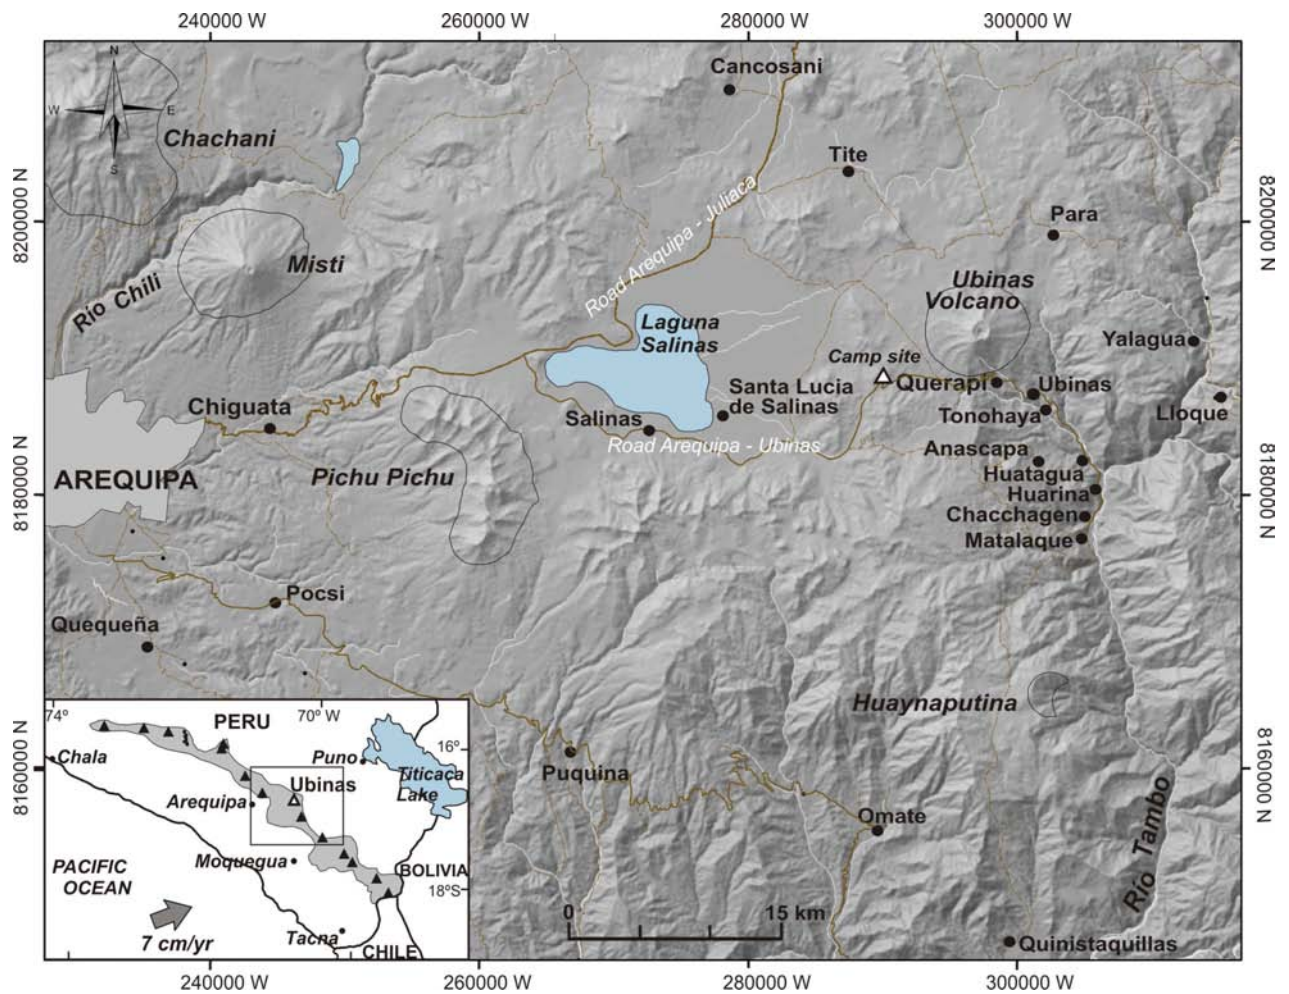 240000 W
260000 W
280000 W
300000 W
N
W
E
S
Chachani
Cancosani
Tite
8200000 N
8200000 N
Para
Misti
Río Chili
Road Arequipa - Juliaca
Ubinas
Volcano
Laguna
Salinas
Yalagua
Camp site
Querapi
Ubinas
Santa Lucia
de Salinas
Chiguata
Salinas
Tonohaya
Lloque
Road Arequipa - Ubinas
Anascapa
Pichu Pichu
AREQUIPA
Huatagua
8180000 N
8180000 N
Huarina
Chacchagen
Matalaque
Pocsi
Quequeña
Huaynaputina
74°
PERU
70° W
16°
Chala
Puno
Titicaca
Lake
Ubinas
Arequipa
8160000 N
8160000 N
Puquina
Omate
Río Tambo
Moquegua
BOLIVIA
PACIFIC
OCEAN
18°S
7 cm/yr
Tacna
CHILE
0
15 km
Quinistaquillas
240000 W
260000 W
280000 W
300000 W